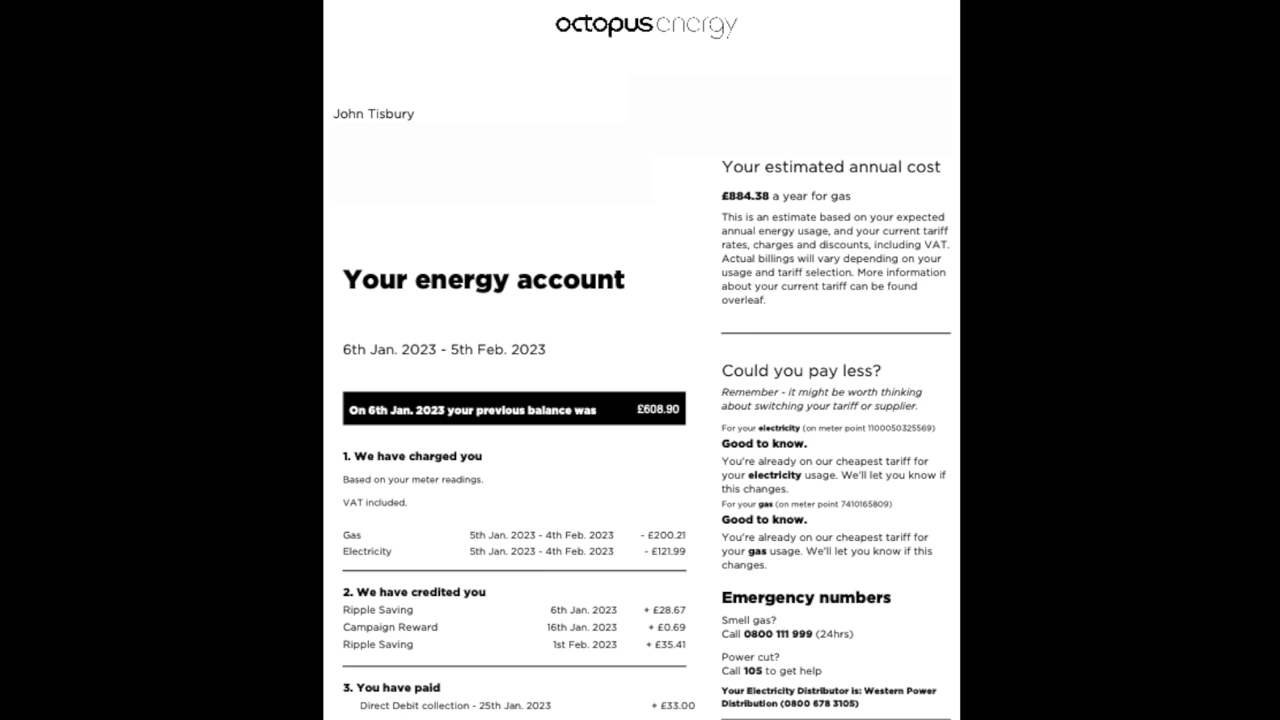 octopus energy
John Tisbury
Your energy account
6th Jan. 2023 - 5th Feb. 2023
On 6th Jan. 2023 your previous balance was £608.90
1. We have charged you
Based on your meter readings.
VAT included.
Gas 5th Jan. 2023 - 4th Feb. 2023 - £200.21
Electricity 5th Jan. 2023 - 4th Feb. 2023 - £121.99
2. We have credited you
Ripple Saving 6th Jan. 2023 + £28.67
Campaign Reward 16th Jan. 2023 + £0.69
Ripple Saving 1st Feb. 2023 + £35.41
3. You have paid
Direct Debit collection - 25th Jan. 2023 + £33.00
Your estimated annual cost
£884.38 a year for gas
This is an estimate based on your expected
annual energy usage, and your current tariff
rates, charges and discounts, including VAT.
Actual billings will vary depending on your
usage and tariff selection. More information
about your current tariff can be found
overleaf.
Could you pay less?
Remember - it might be worth thinking
about switching your tariff or supplier.
For your electricity (on meter point 1100050325569)
Good to know.
You're already on our cheapest tariff for
your electricity usage. We'll let you know if
this changes.
For your gas (on meter point 7410165809)
Good to know.
You're already on our cheapest tariff for
your gas usage. We'll let you know if this
changes.
Emergency numbers
Smell gas?
Call 0800 111 999 (24hrs)
Power cut?
Call 105 to get help
Your Electricity Distributor is: Western Power
Distribution (0800 678 3105)